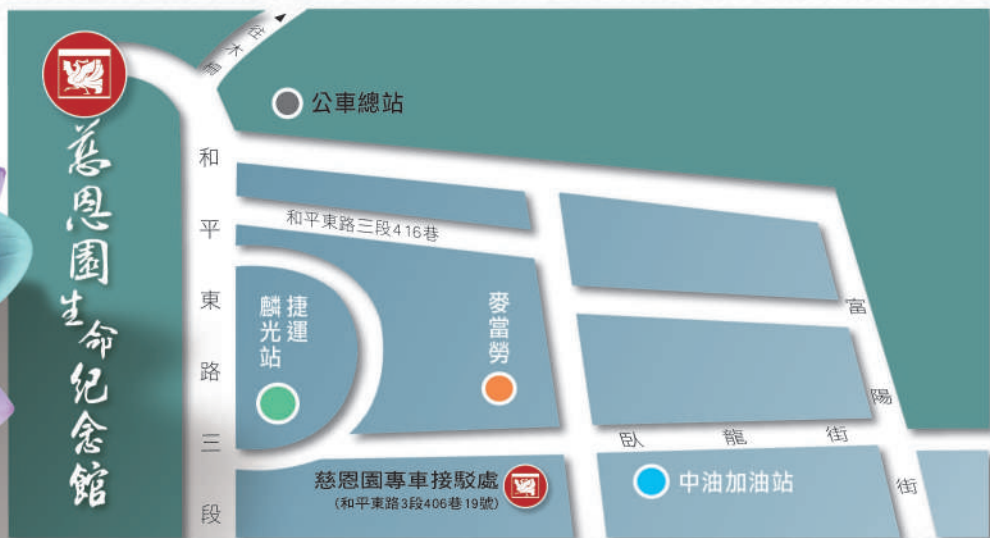 往木柵
公車總站
慈恩園生命紀念館
和平東路三段
和平東路三段416巷
捷運
麟光站
麥當勞
富陽街
臥龍街
慈恩園專車接駁處
(和平東路3段406巷19號)
中油加油站